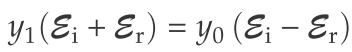 y₁(𝓔ᵢ + 𝓔ᵣ) = y₀ (𝓔ᵢ − 𝓔ᵣ)